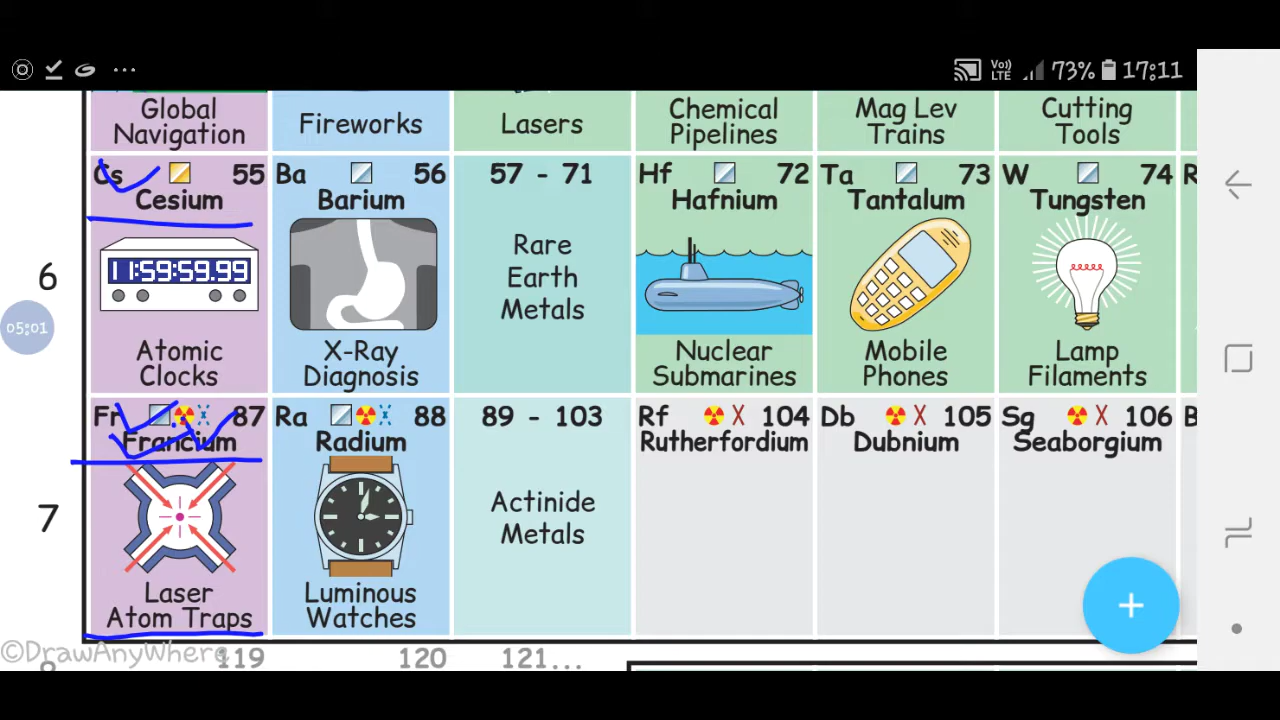 73% 17:11
Vo)) LTE
Global Navigation
Fireworks
Lasers
Chemical Pipelines
Mag Lev Trains
Cutting Tools
6
Cs 55
Cesium
11:59:59.99
Atomic Clocks
Ba 56
Barium
X-Ray Diagnosis
57 - 71
Rare Earth Metals
Hf 72
Hafnium
Nuclear Submarines
Ta 73
Tantalum
Mobile Phones
W 74
Tungsten
Lamp Filaments
R
05:01
7
Fr 87
Francium
Laser Atom Traps
Ra 88
Radium
Luminous Watches
89 - 103
Actinide Metals
Rf 104
Rutherfordium
Db 105
Dubnium
Sg 106
Seaborgium
B
©DrawAnyWhere
119 120 121...